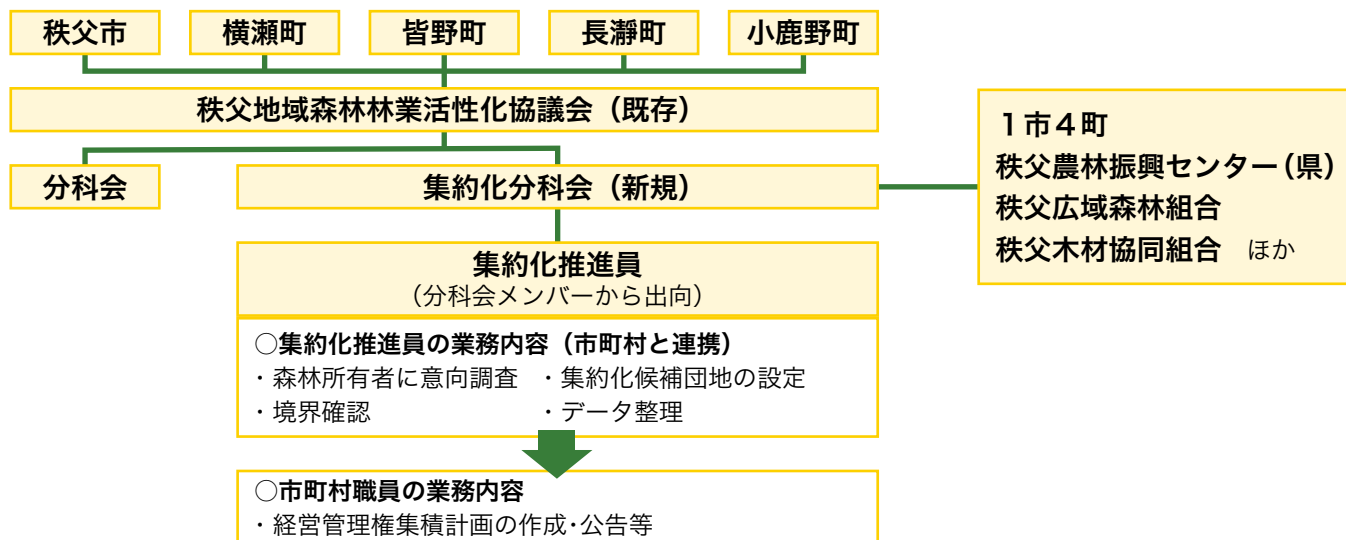 秩父市
横瀬町
皆野町
長瀞町
小鹿野町
秩父地域森林林業活性化協議会（既存）
分科会
集約化分科会（新規）
１市４町
秩父農林振興センター（県）
秩父広域森林組合
秩父木材協同組合　ほか
集約化推進員
（分科会メンバーから出向）
○集約化推進員の業務内容（市町村と連携）
・森林所有者に意向調査　・集約化候補団地の設定
・境界確認　・データ整理
○市町村職員の業務内容
・経営管理権集積計画の作成・公告等